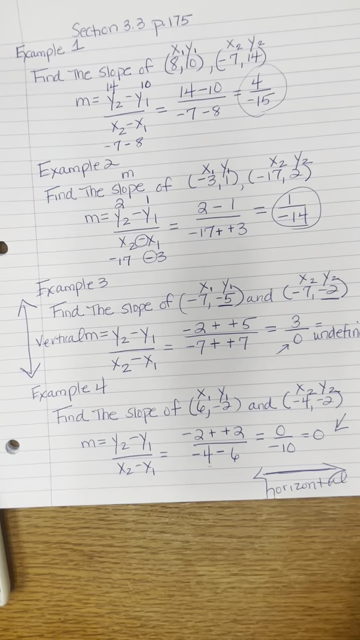 Section 3.3 p.175
Example 1
x₁ y₁ x₂ y₂
Find the slope of (8, 10), (-7, 14)
14 10
m = y₂-y₁ / x₂-x₁ = 14-10 / -7-8 = 4 / -15
-7-8
Example 2
m x₁ y₁ x₂ y₂
Find the slope of (-3, 1), (-17, 2)
2 1
m = y₂-y₁ / x₂-x₁ = 2-1 / -17++3 = 1 / -14
-17 -3
Example 3
x₁ y₁ x₂ y₂
Find the slope of (-7, -5) and (-7, -2)
vertical m = y₂-y₁ / x₂-x₁ = -2++5 / -7++7 = 3 / 0 = undefin
Example 4
x₁ y₁ x₂ y₂
Find the slope of (6, -2) and (-4, -2)
m = y₂-y₁ / x₂-x₁ = -2++2 / -4-6 = 0 / -10 = 0
horizontal